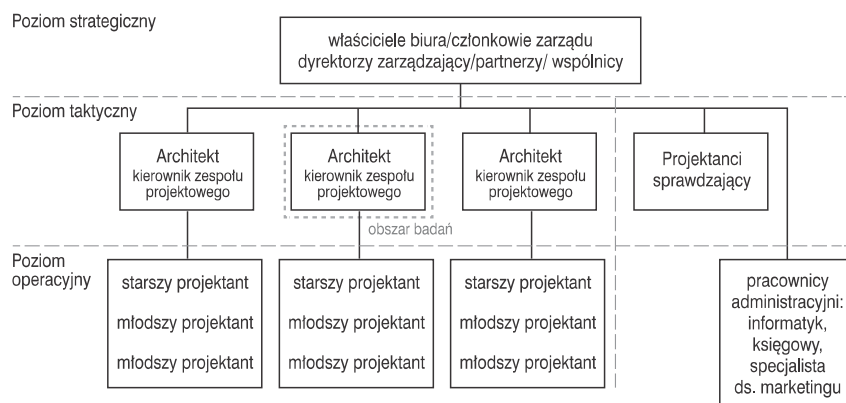 Poziom strategiczny
właściciele biura/członkowie zarządu
dyrektorzy zarządzający/partnerzy/ wspólnicy
Poziom taktyczny
Architekt
kierownik zespołu
projektowego
Architekt
kierownik zespołu
projektowego
Architekt
kierownik zespołu
projektowego
Projektanci
sprawdzający
obszar badań
Poziom
operacyjny
starszy projektant
młodszy projektant
młodszy projektant
starszy projektant
młodszy projektant
młodszy projektant
starszy projektant
młodszy projektant
młodszy projektant
pracownicy
administracyjni:
informatyk,
księgowy,
specjalista
ds. marketingu